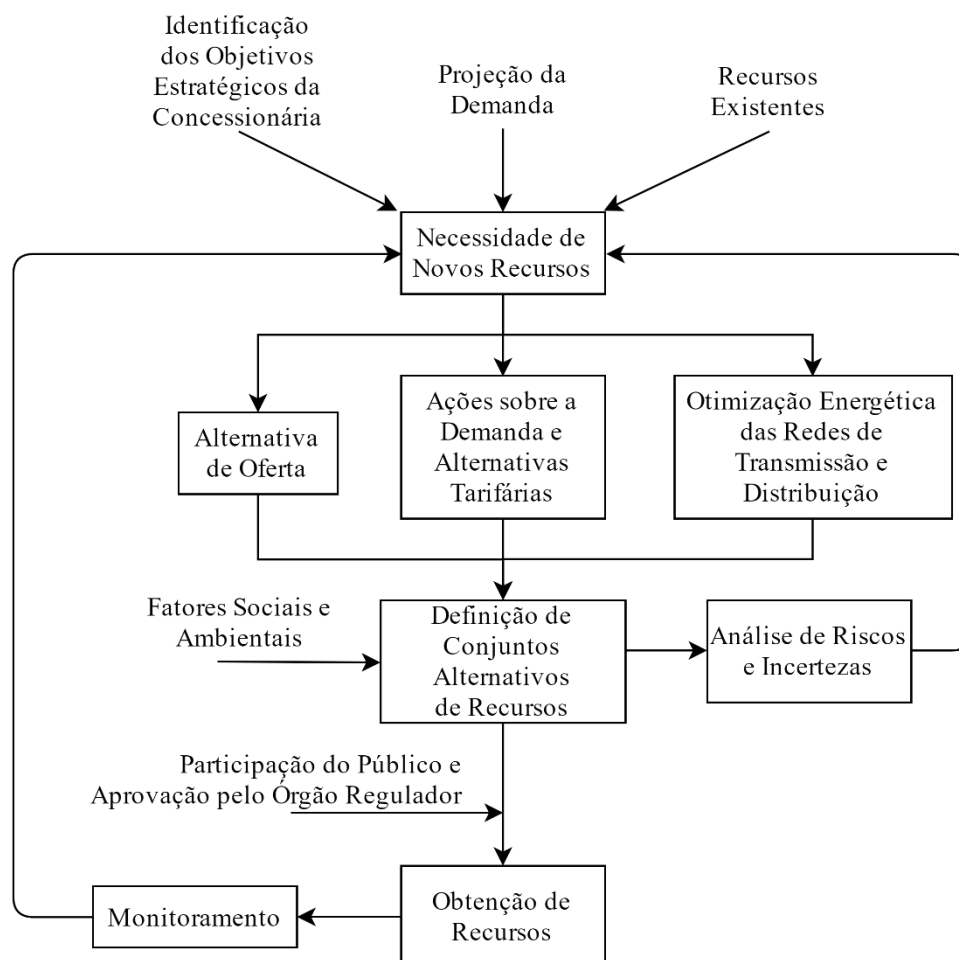 Identificação
dos Objetivos
Estratégicos da
Concessionária
Projeção da
Demanda
Recursos
Existentes
Necessidade de
Novos Recursos
Alternativa
de Oferta
Ações sobre a
Demanda e
Alternativas
Tarifárias
Otimização Energética
das Redes de
Transmissão e
Distribuição
Fatores Sociais e
Ambientais
Definição de
Conjuntos
Alternativos
de Recursos
Análise de Riscos
e Incertezas
Participação do Público e
Aprovação pelo Órgão Regulador
Monitoramento
Obtenção de
Recursos